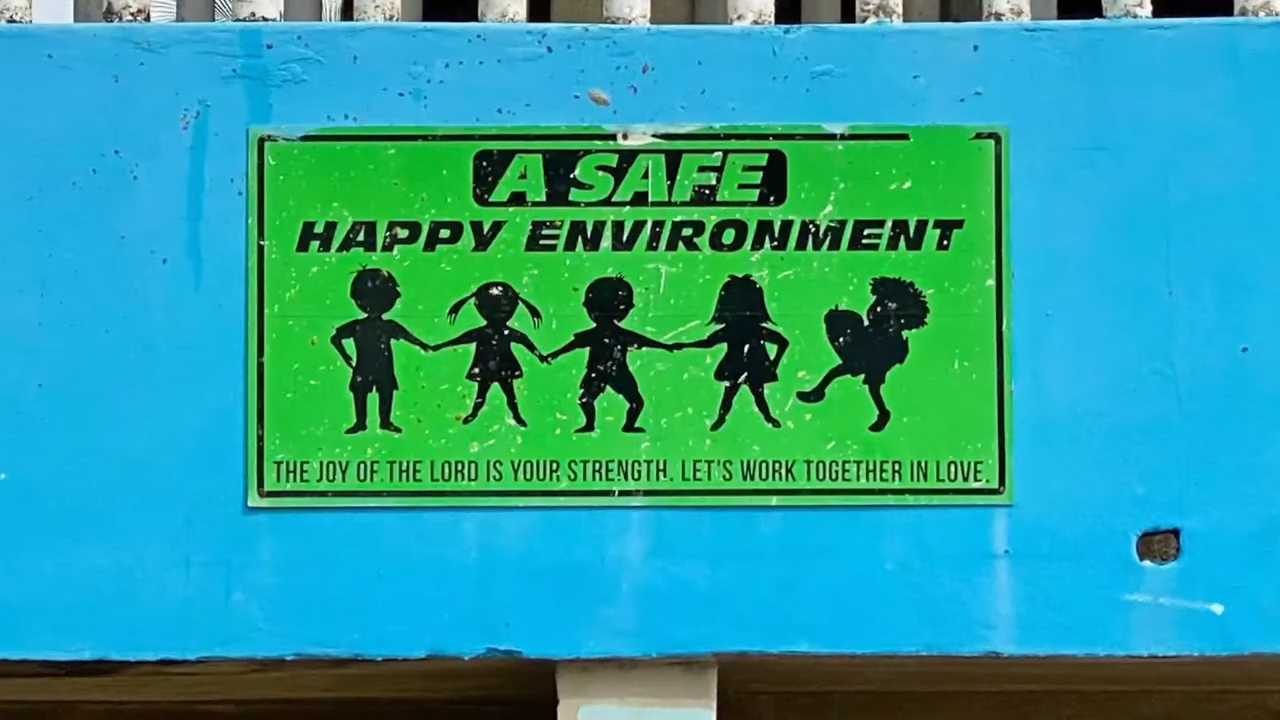 A SAFE
HAPPY ENVIRONMENT
THE JOY OF THE LORD IS YOUR STRENGTH. LET'S WORK TOGETHER IN LOVE.